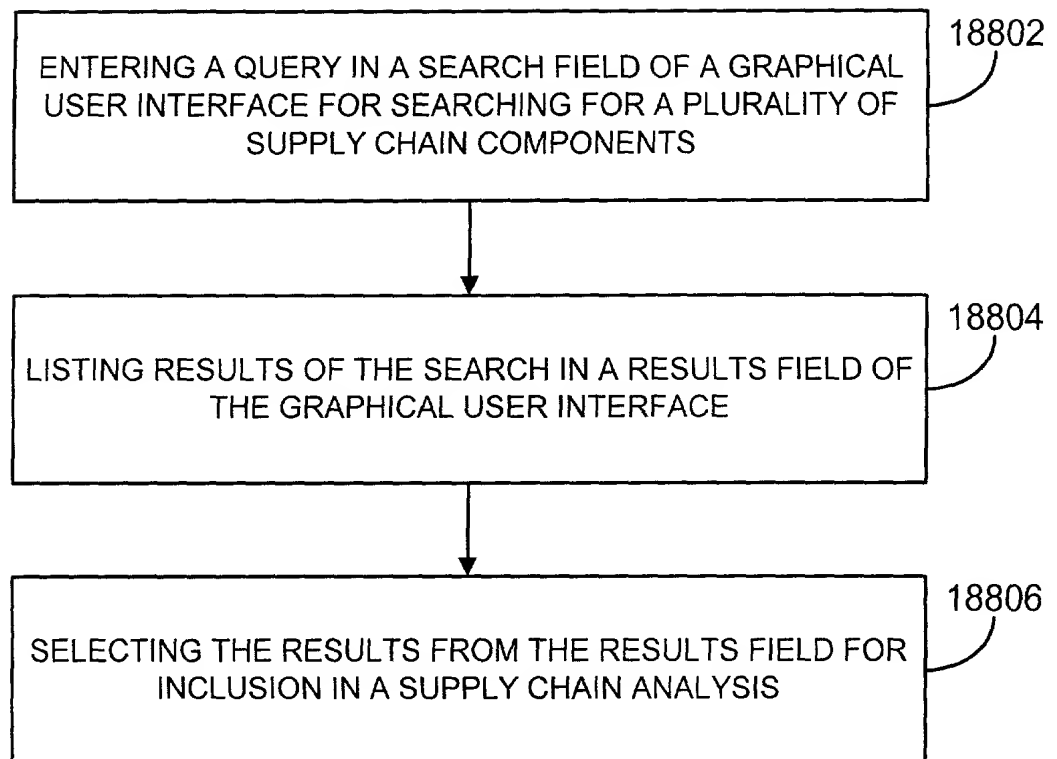 18802
ENTERING A QUERY IN A SEARCH FIELD OF A GRAPHICAL
USER INTERFACE FOR SEARCHING FOR A PLURALITY OF
SUPPLY CHAIN COMPONENTS
18804
LISTING RESULTS OF THE SEARCH IN A RESULTS FIELD OF
THE GRAPHICAL USER INTERFACE
18806
SELECTING THE RESULTS FROM THE RESULTS FIELD FOR
INCLUSION IN A SUPPLY CHAIN ANALYSIS